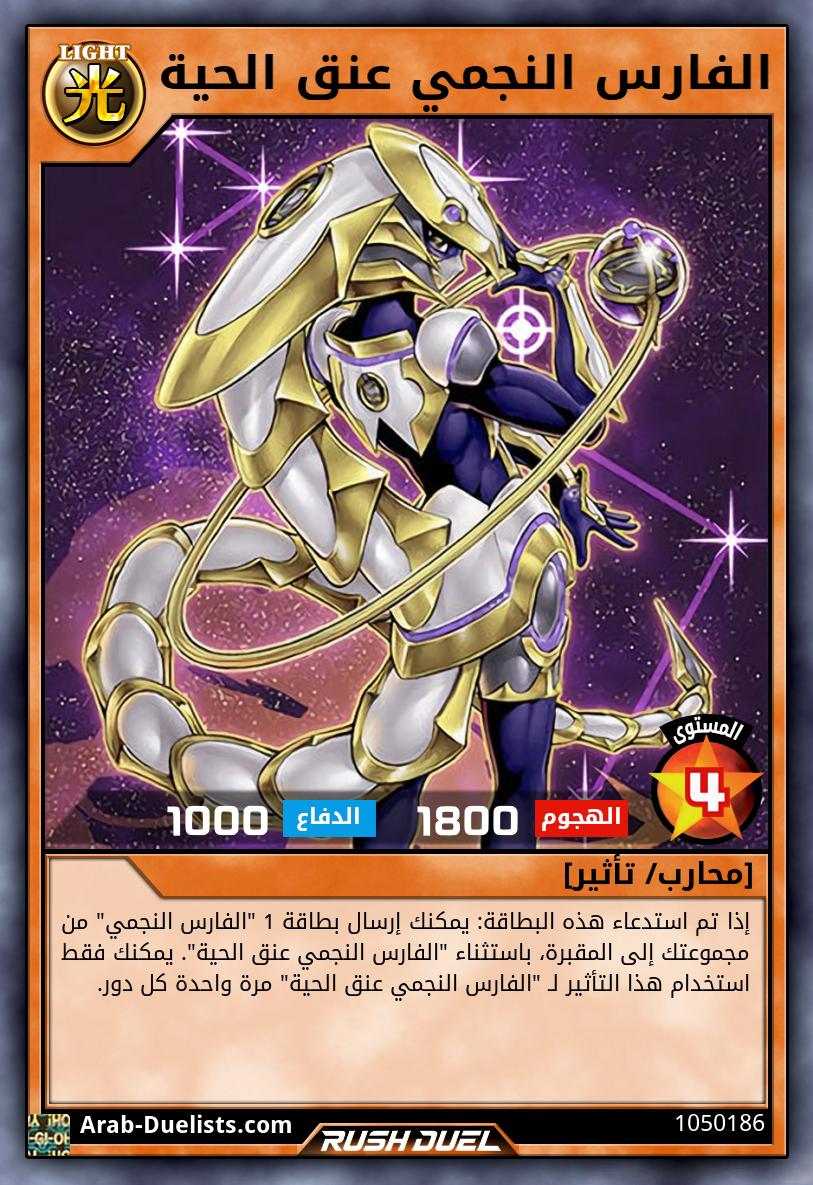 LIGHT
光
الفارس النجمي عنق الحية
المستوى
4
الهجوم 1800 الدفاع 1000
[محارب/ تأثير]
إذا تم استدعاء هذه البطاقة: يمكنك إرسال بطاقة 1 "الفارس النجمي" من
مجموعتك إلى المقبرة، باستثناء "الفارس النجمي عنق الحية". يمكنك فقط
استخدام هذا التأثير لـ "الفارس النجمي عنق الحية" مرة واحدة كل دور.
Arab-Duelists.com
RUSH DUEL
1050186